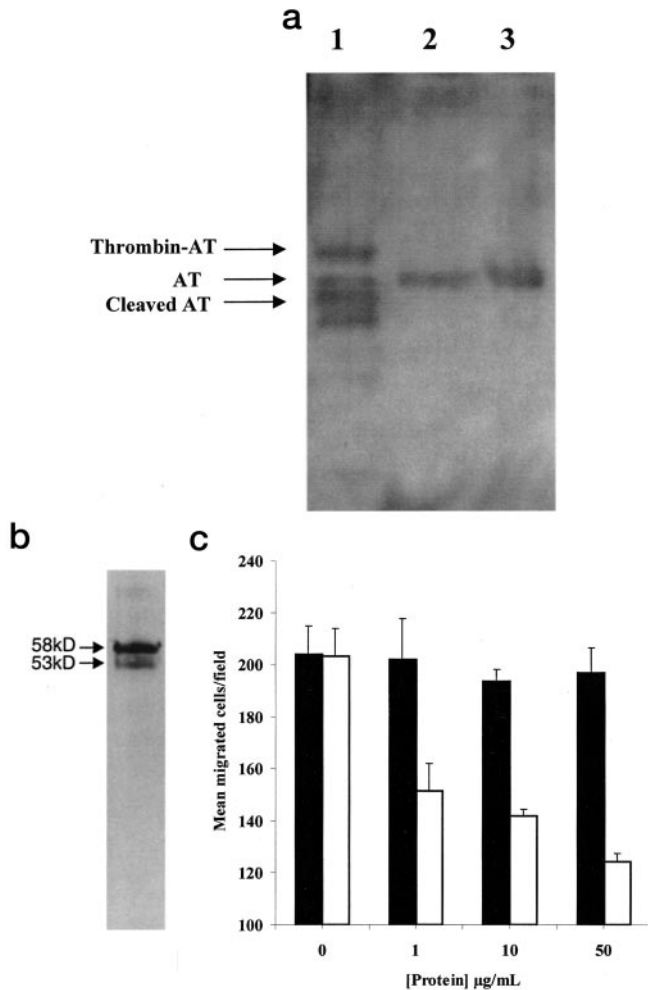 a
1 2 3
Thrombin-AT
AT
Cleaved AT
b
58kD
53kD
c
240
220
200
180
160
140
120
100
Mean migrated cells/field
0 1 10 50
[Protein] µg/mL